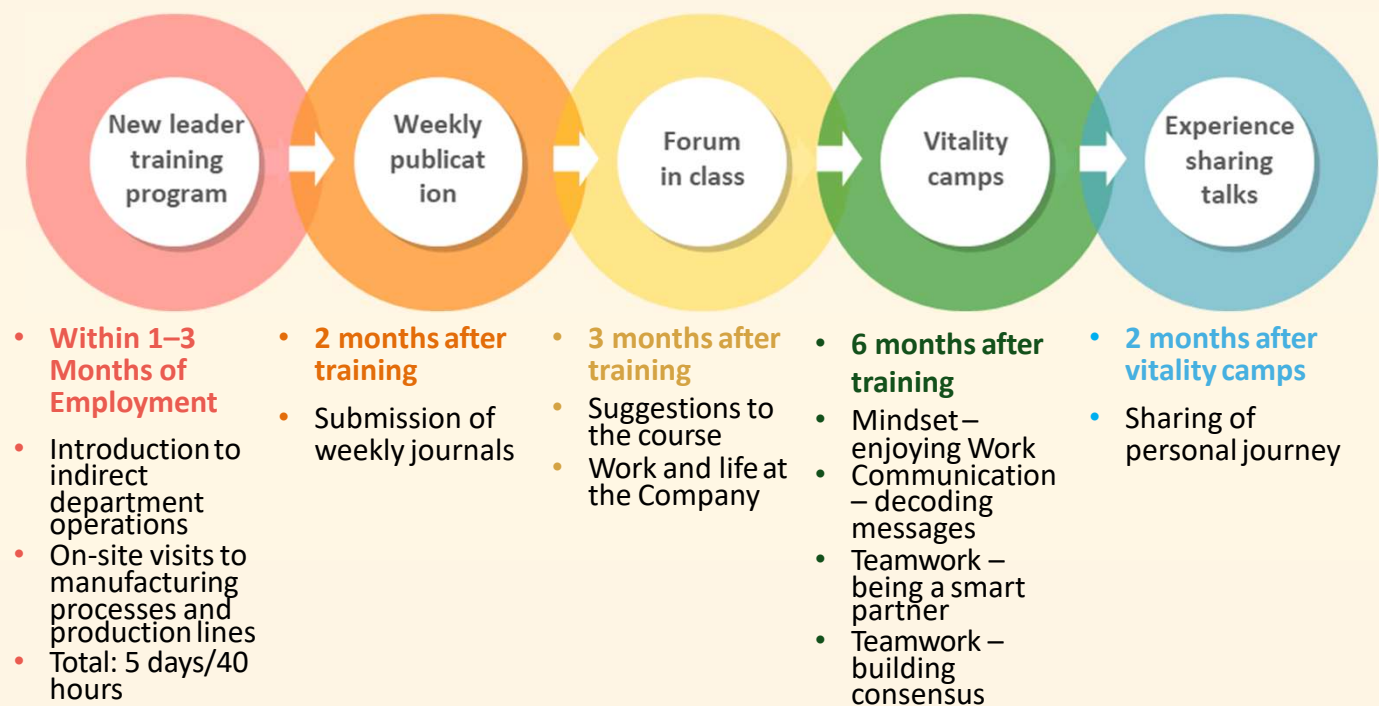 New leader
training
program
Weekly
publicat
ion
Forum
in class
Vitality
camps
Experience
sharing
talks
• Within 1–3
Months of
Employment
• Introduction to
indirect
department
operations
• On-site visits to
manufacturing
processes and
production lines
• Total: 5 days/40
hours
• 2 months after
training
• Submission of
weekly journals
• 3 months after
training
• Suggestions to
the course
• Work and life at
the Company
• 6 months after
training
• Mindset –
enjoying Work
• Communication
– decoding
messages
• Teamwork –
being a smart
partner
• Teamwork –
building
consensus
• 2 months after
vitality camps
• Sharing of
personal journey